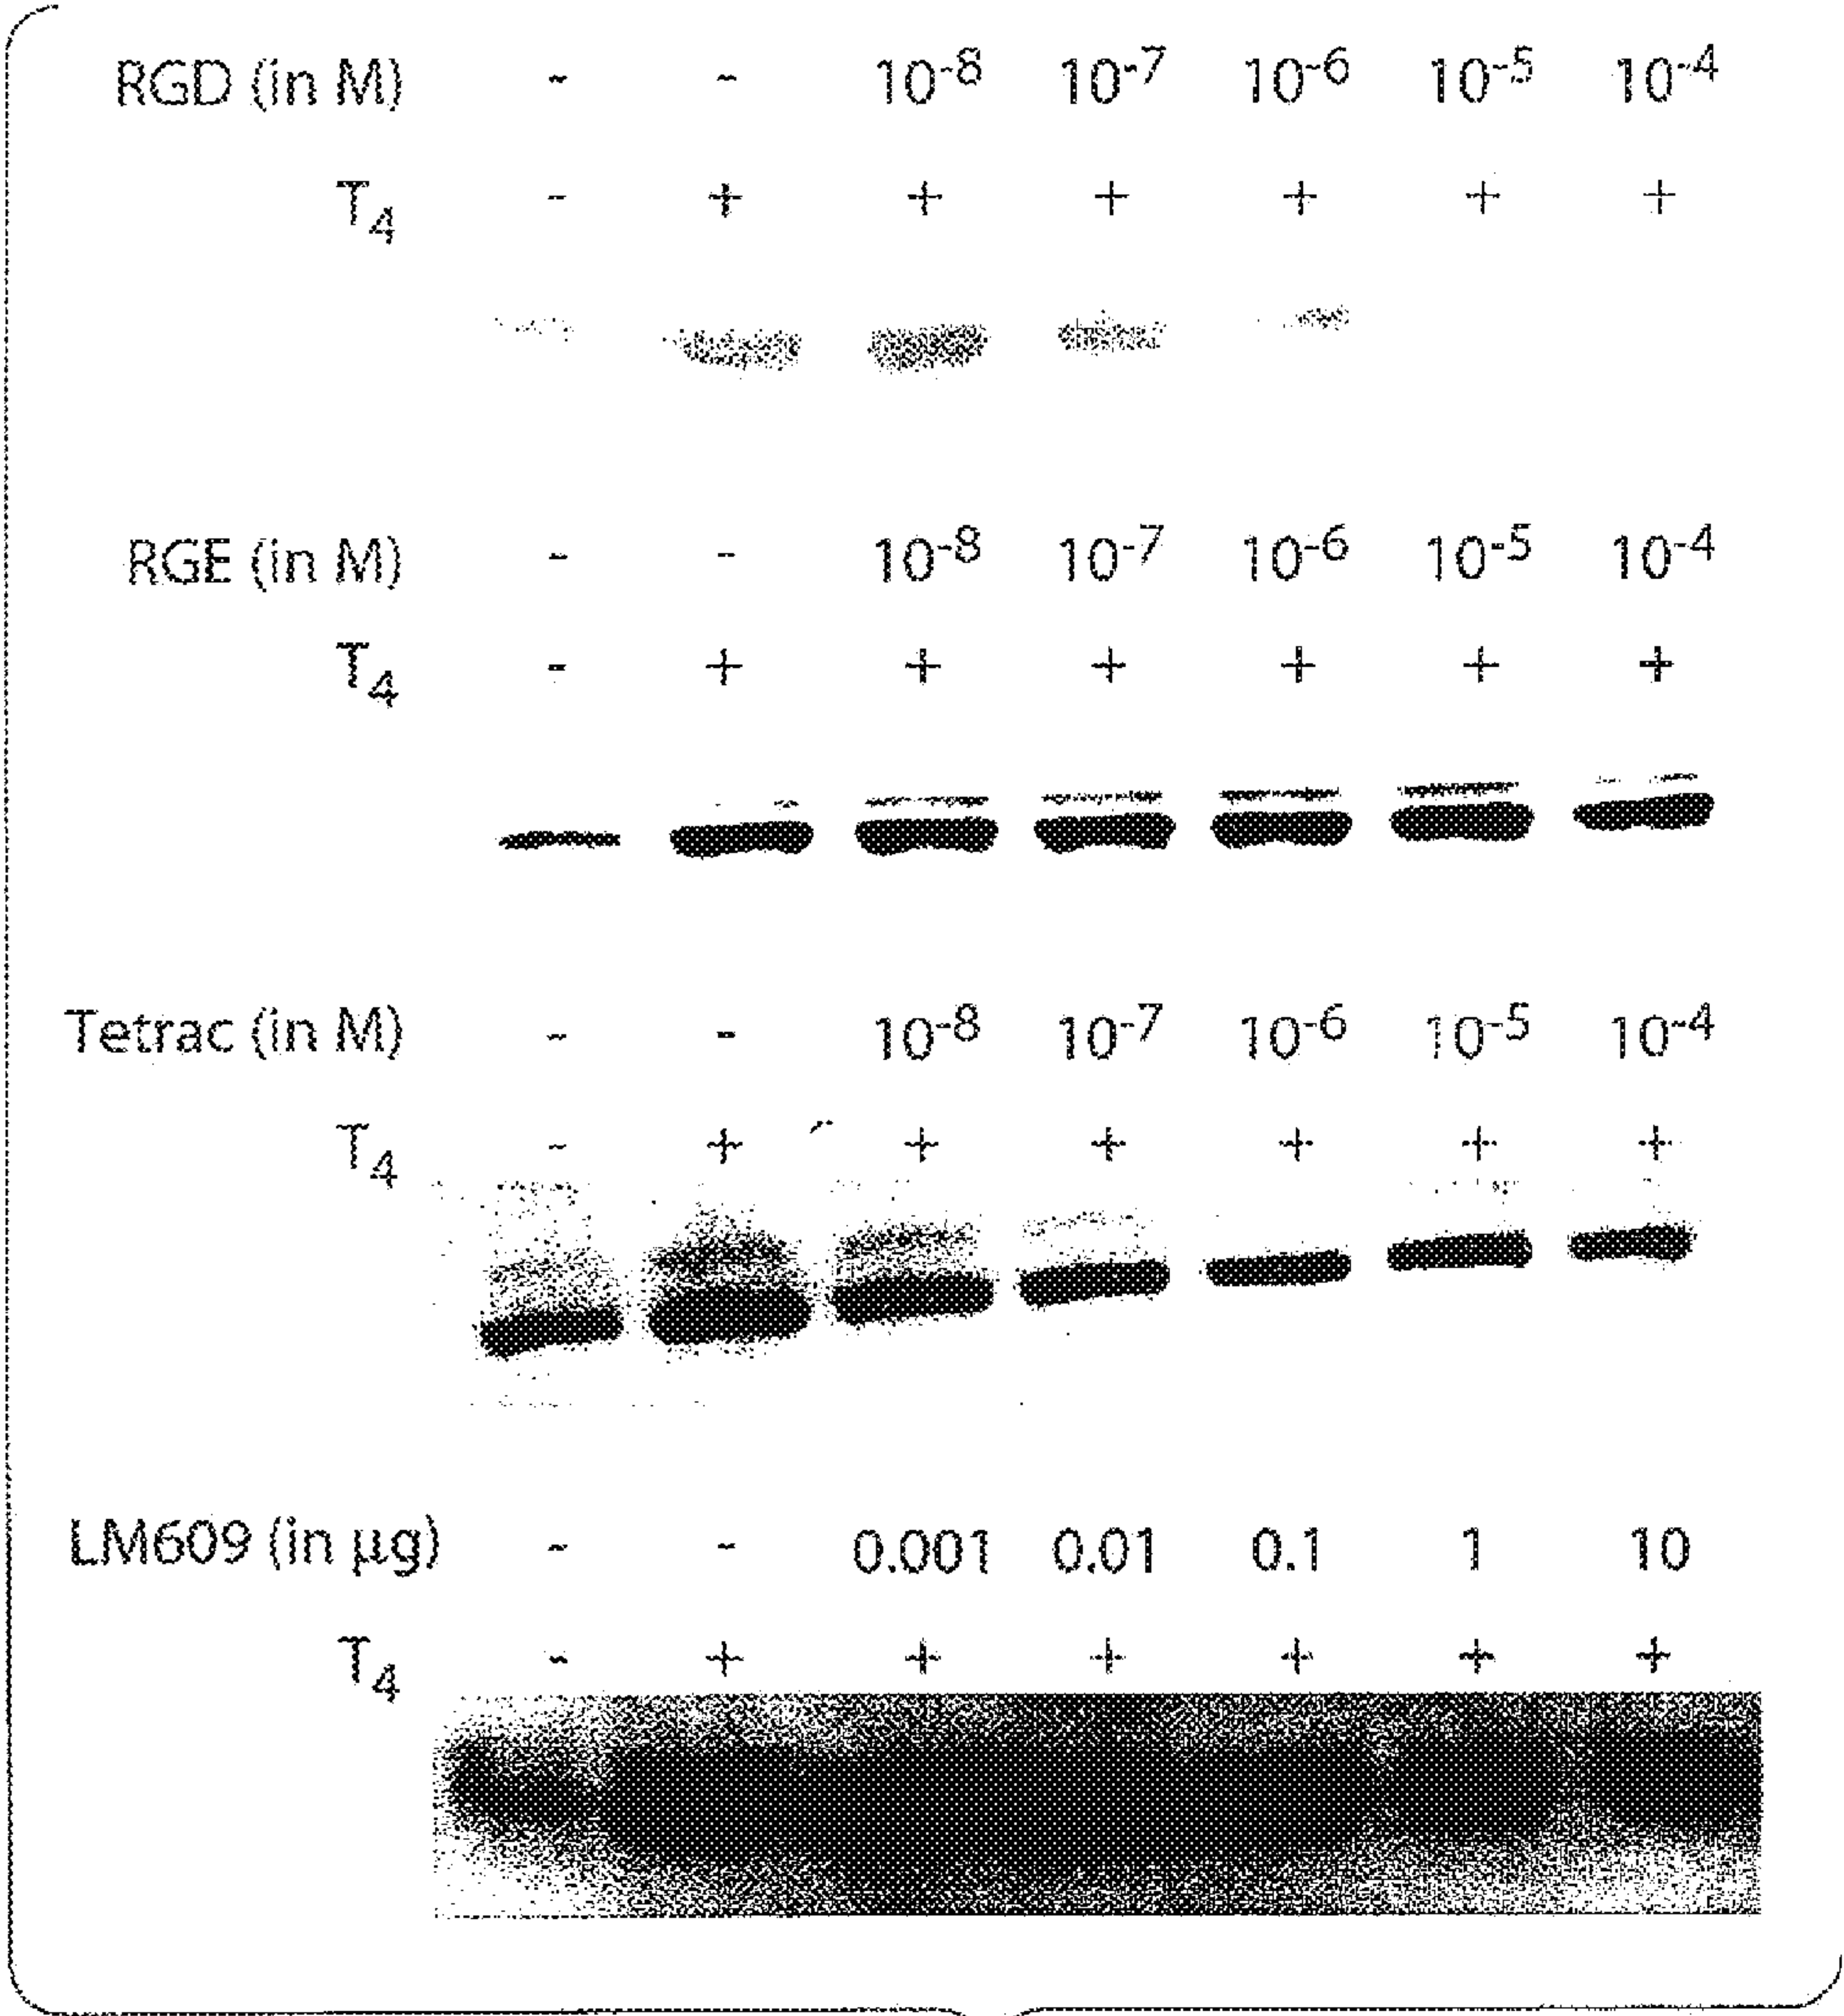 RGD (in M) - - 10⁻⁸ 10⁻⁷ 10⁻⁶ 10⁻⁵ 10⁻⁴
T₄ - + + + + + +
RGE (in M) - - 10⁻⁸ 10⁻⁷ 10⁻⁶ 10⁻⁵ 10⁻⁴
T₄ - + + + + + +
Tetrac (in M) - - 10⁻⁸ 10⁻⁷ 10⁻⁶ 10⁻⁵ 10⁻⁴
T₄ - + + + + + +
LM609 (in µg) - - 0.001 0.01 0.1 1 10
T₄ - + + + + + +